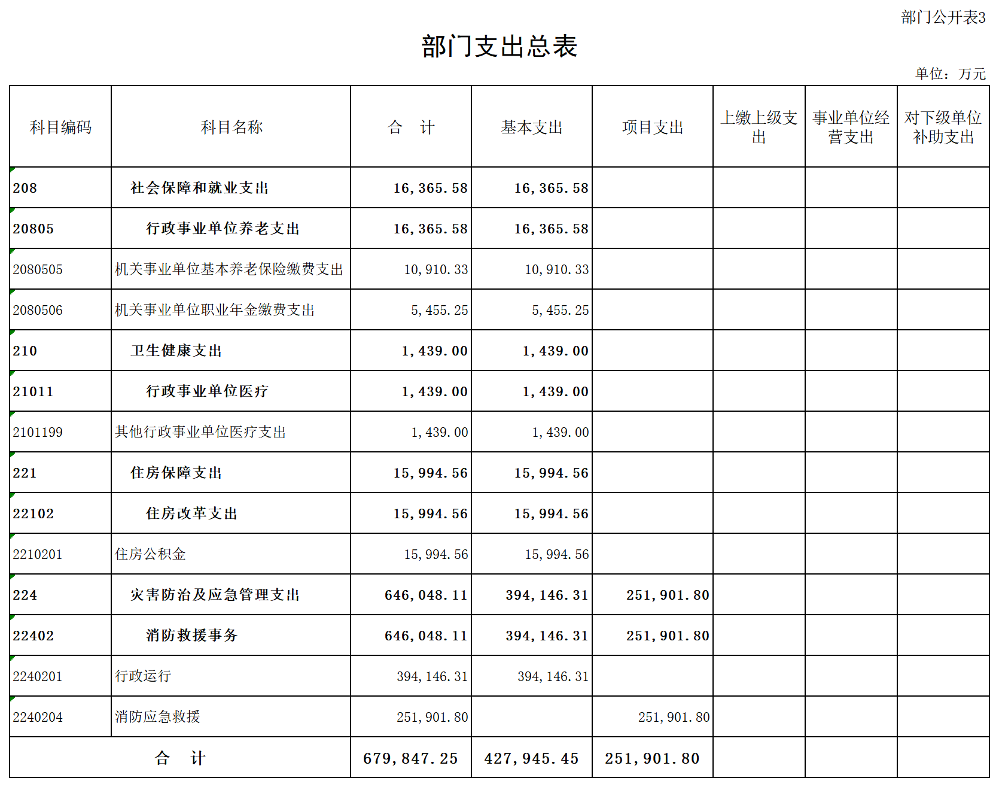 部门公开表3
部门支出总表
单位：万元
科目编码 科目名称 合 计 基本支出 项目支出 上缴上级支出 事业单位经营支出 对下级单位补助支出
208 社会保障和就业支出 16,365.58 16,365.58
20805 行政事业单位养老支出 16,365.58 16,365.58
2080505 机关事业单位基本养老保险缴费支出 10,910.33 10,910.33
2080506 机关事业单位职业年金缴费支出 5,455.25 5,455.25
210 卫生健康支出 1,439.00 1,439.00
21011 行政事业单位医疗 1,439.00 1,439.00
2101199 其他行政事业单位医疗支出 1,439.00 1,439.00
221 住房保障支出 15,994.56 15,994.56
22102 住房改革支出 15,994.56 15,994.56
2210201 住房公积金 15,994.56 15,994.56
224 灾害防治及应急管理支出 646,048.11 394,146.31 251,901.80
22402 消防救援事务 646,048.11 394,146.31 251,901.80
2240201 行政运行 394,146.31 394,146.31
2240204 消防应急救援 251,901.80 251,901.80
合 计 679,847.25 427,945.45 251,901.80